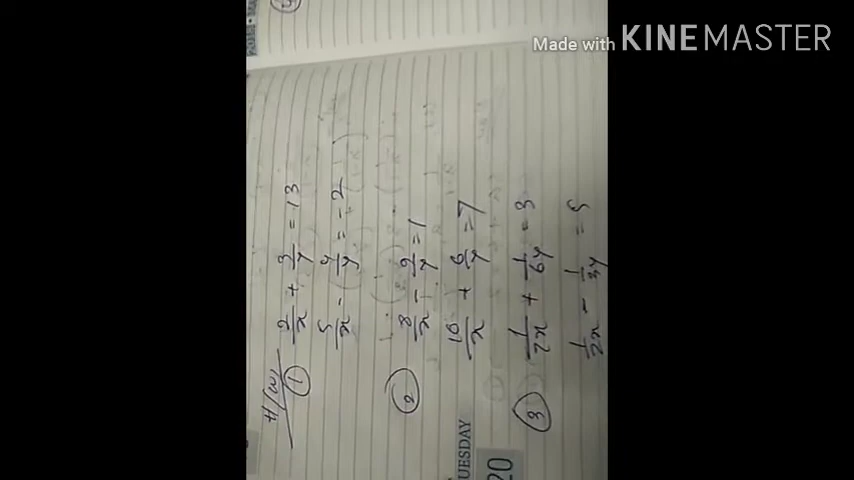 Made with KINEMASTER
H/W
① 2/x + 3/y = 13
5/x - 4/y = -2
② 8/x - 9/y = 1
10/x + 6/y = 7
③ 1/7x + 1/6y = 3
1/2x - 1/3y = 5
TUESDAY
20